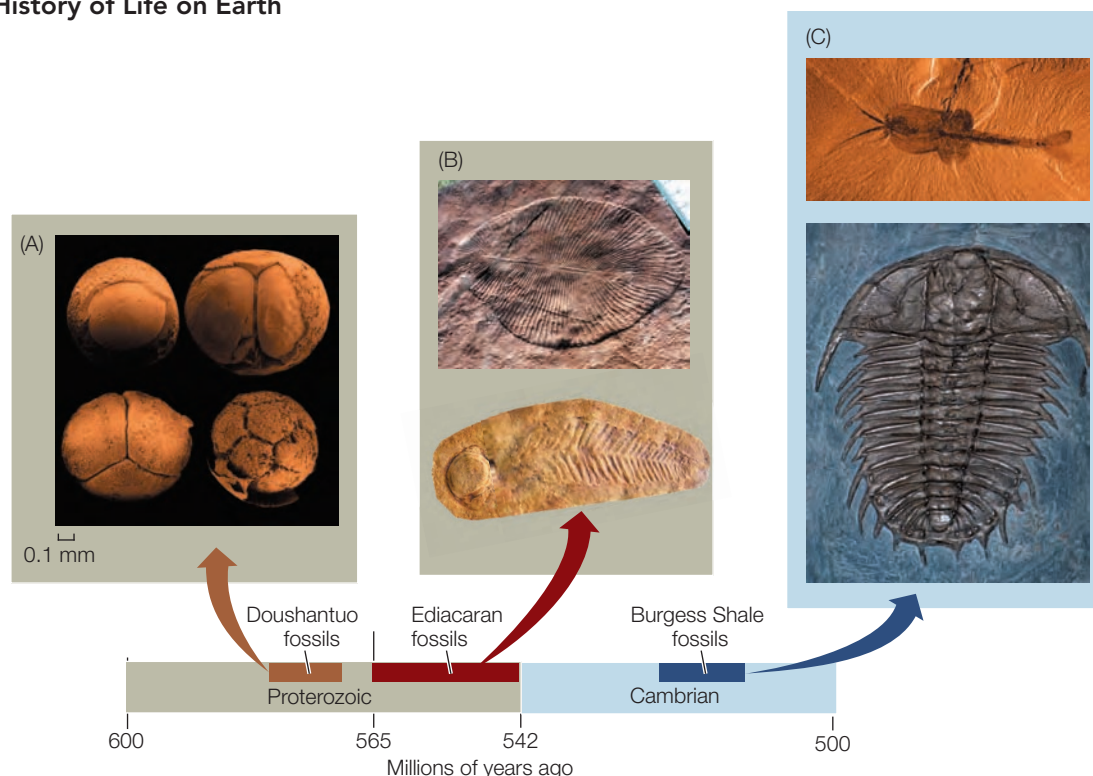 History of Life on Earth
(C)
(B)
(A)
0.1 mm
Doushantuo
fossils
Ediacaran
fossils
Burgess Shale
fossils
Proterozoic
Cambrian
600
565
542
500
Millions of years ago